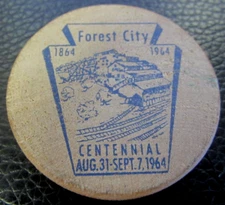 Forest City
1864 1964
CENTENNIAL
AUG. 31-SEPT. 7, 1964